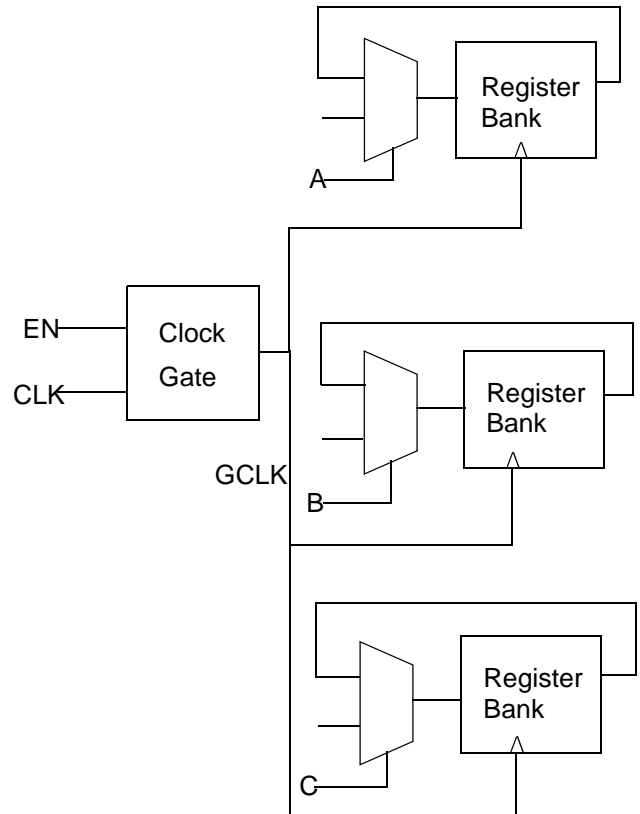 Register
Bank
A
EN
Clock
Gate
CLK
Register
Bank
GCLK
B
Register
Bank
C